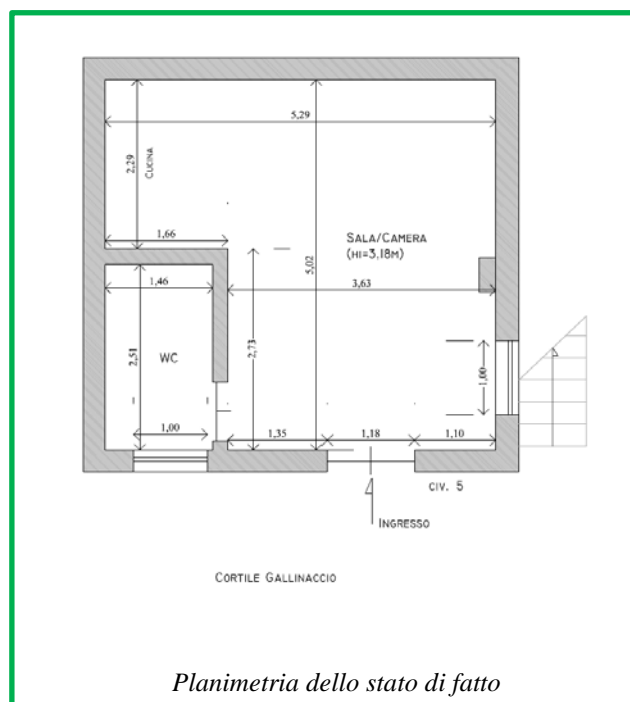 5,29
2,29
CUCINA
1,66
SALA/CAMERA
(HI=3,18M)
5,02
1,46
3,63
2,51
WC
2,73
1,00
1,00
1,35
1,18
1,10
CIV. 5
INGRESSO
CORTILE GALLINACCIO
Planimetria dello stato di fatto